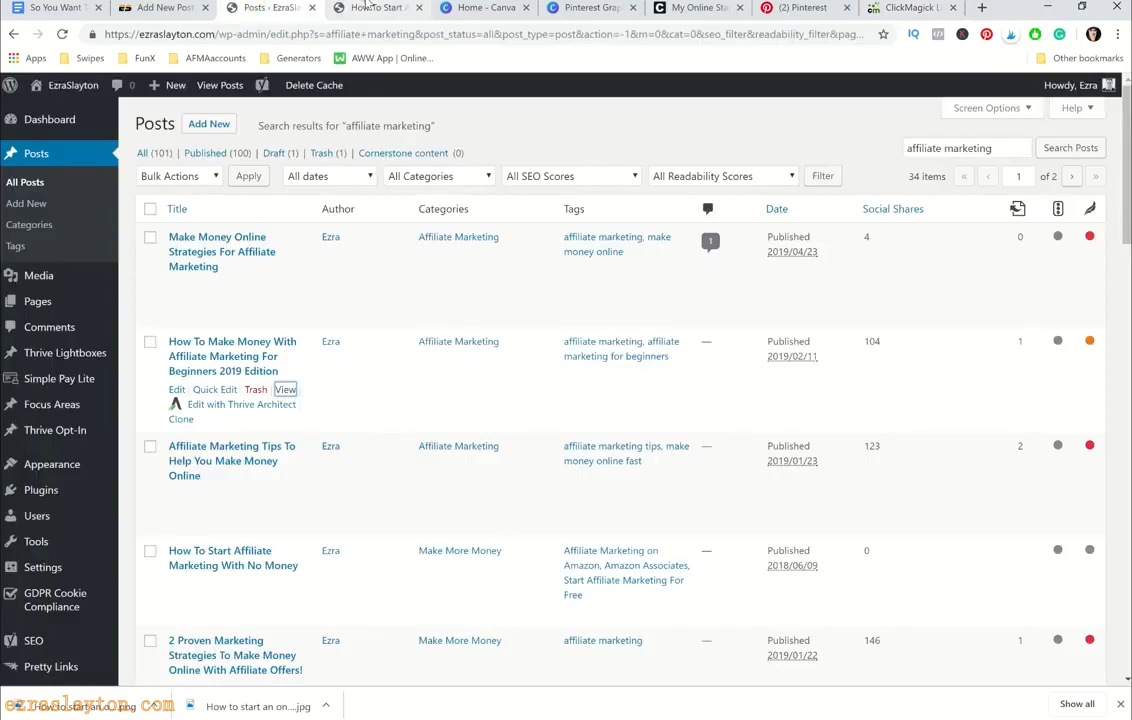 So You Want T
Add New Post
Posts ‹ EzraSla
How To Start A
Home - Canva
Pinterest Grap
My Online Sta
(2) Pinterest
ClickMagick Li
https://ezraslayton.com/wp-admin/edit.php?s=affiliate+marketing&post_status=all&post_type=post&action=-1&m=0&cat=0&seo_filter&readability_filter&pag...
Apps
Swipes
FunX
AFMAaccounts
Generators
AWW App | Online...
Other bookmarks
EzraSlayton
0
New
View Posts
Delete Cache
Howdy, Ezra
Dashboard
Posts
All Posts
Add New
Categories
Tags
Media
Pages
Comments
Thrive Lightboxes
Simple Pay Lite
Focus Areas
Thrive Opt-In
Appearance
Plugins
Users
Tools
Settings
GDPR Cookie
Compliance
SEO
Pretty Links
Screen Options
Help
Posts
Add New
Search results for "affiliate marketing"
All (101) | Published (100) | Draft (1) | Trash (1) | Cornerstone content (0)
affiliate marketing
Search Posts
Bulk Actions
Apply
All dates
All Categories
All SEO Scores
All Readability Scores
Filter
34 items
«
‹
1
of 2
›
»
Title
Author
Categories
Tags
Date
Social Shares
Make Money Online
Strategies For Affiliate
Marketing
Ezra
Affiliate Marketing
affiliate marketing, make
money online
1
Published
2019/04/23
4
0
How To Make Money With
Affiliate Marketing For
Beginners 2019 Edition
Edit | Quick Edit | Trash | View
Edit with Thrive Architect
Clone
Ezra
Affiliate Marketing
affiliate marketing, affiliate
marketing for beginners
—
Published
2019/02/11
104
1
Affiliate Marketing Tips To
Help You Make Money
Online
Ezra
Affiliate Marketing
affiliate marketing tips, make
money online fast
—
Published
2019/01/23
123
2
How To Start Affiliate
Marketing With No Money
Ezra
Make More Money
Affiliate Marketing on
Amazon, Amazon Associates,
Start Affiliate Marketing For
Free
—
Published
2018/06/09
0
2 Proven Marketing
Strategies To Make Money
Online With Affiliate Offers!
Ezra
Make More Money
affiliate marketing
—
Published
2019/01/22
146
1
ezraslayton.com
How to start an o....png
How to start an on....jpg
Show all